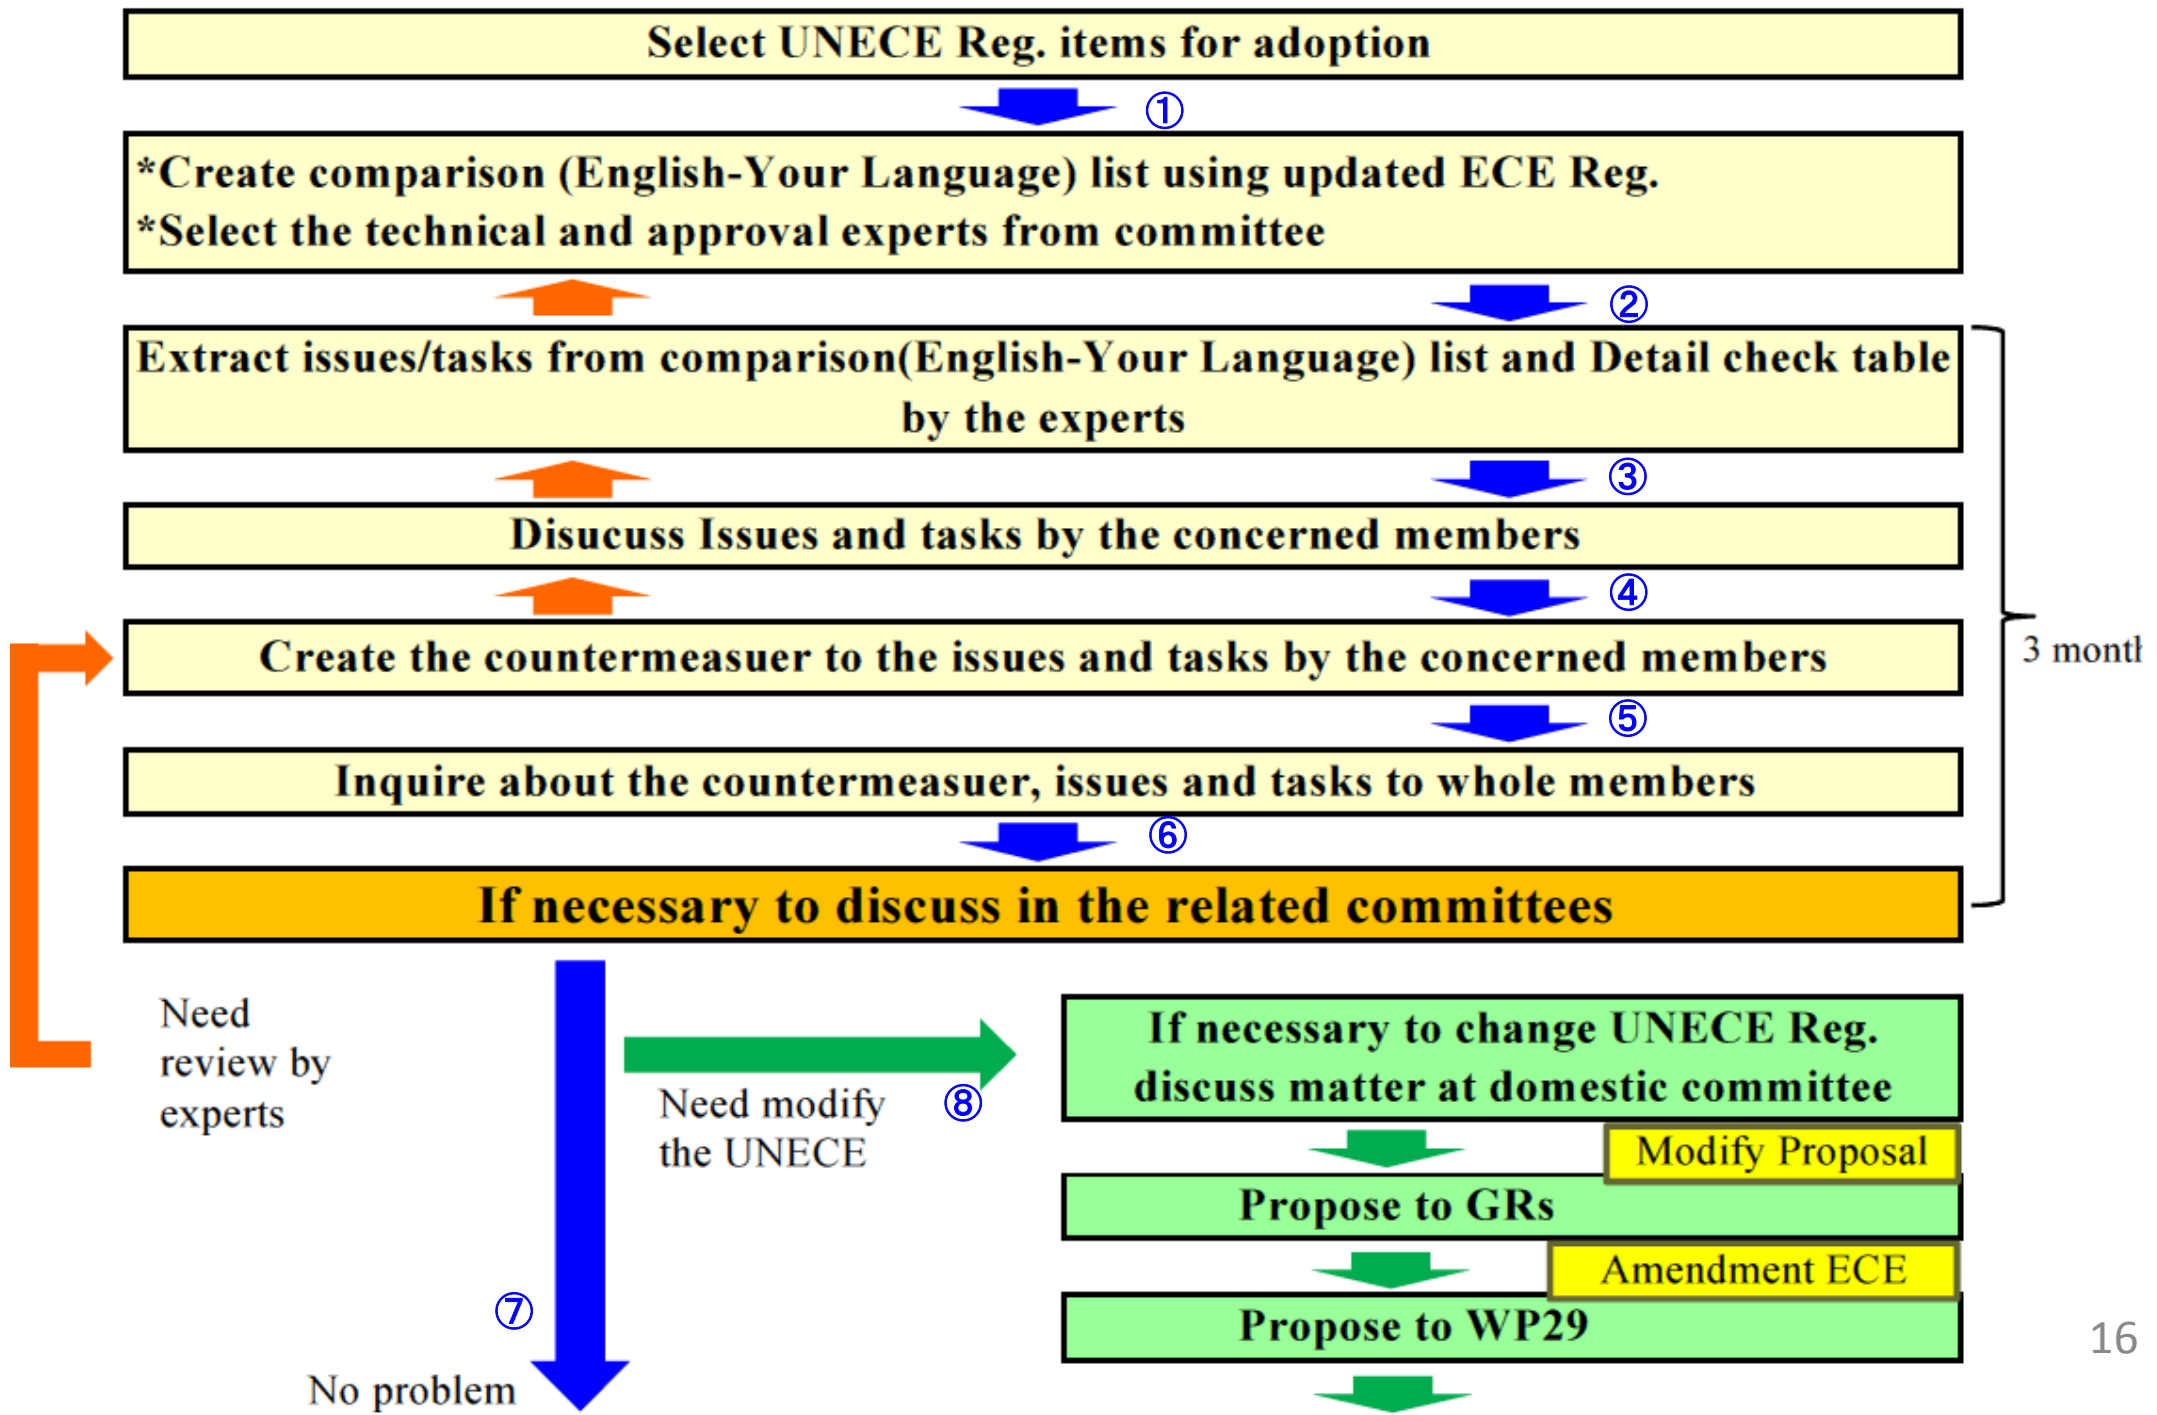 Select UNECE Reg. items for adoption
①
*Create comparison (English-Your Language) list using updated ECE Reg.
*Select the technical and approval experts from committee
②
Extract issues/tasks from comparison(English-Your Language) list and Detail check table
by the experts
③
Disucuss Issues and tasks by the concerned members
④
Create the countermeasuer to the issues and tasks by the concerned members
3 month
⑤
Inquire about the countermeasuer, issues and tasks to whole members
⑥
If necessary to discuss in the related committees
Need
review by
experts
Need modify
the UNECE
⑧
If necessary to change UNECE Reg.
discuss matter at domestic committee
Modify Proposal
Propose to GRs
Amendment ECE
Propose to WP29
⑦
No problem
16